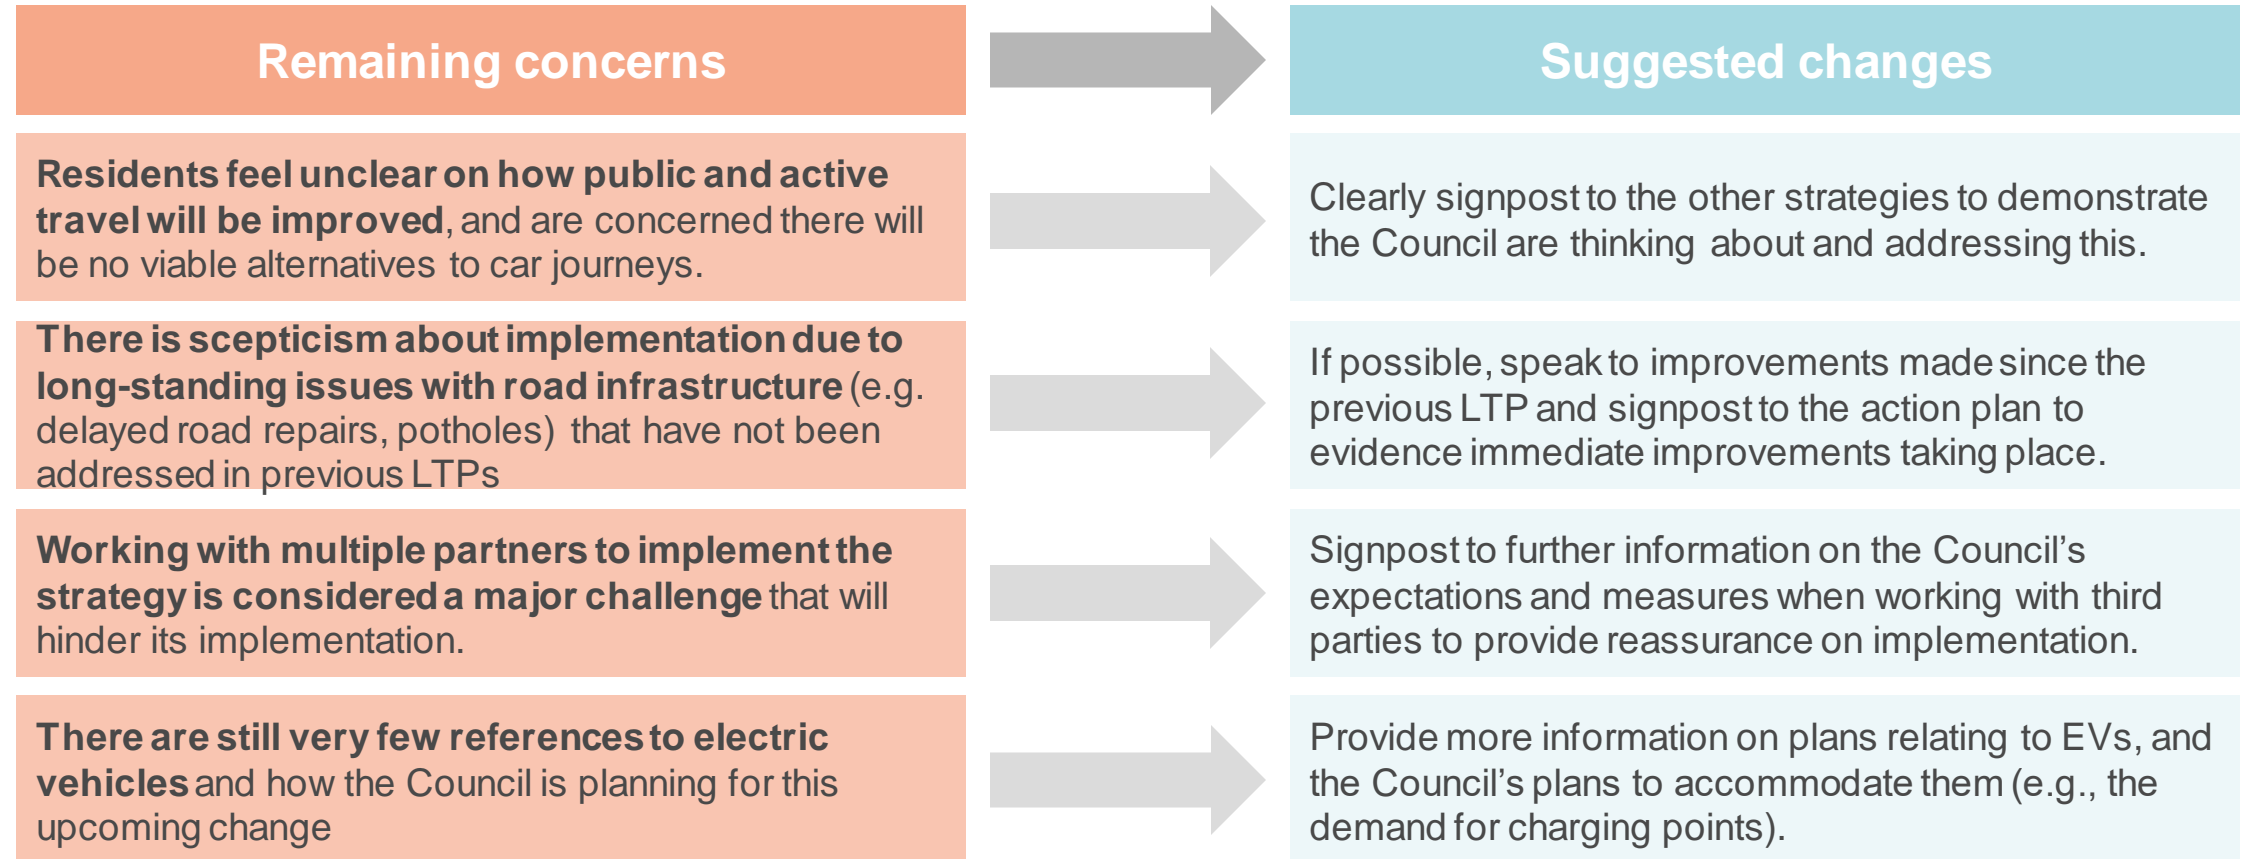 Remaining concerns
Suggested changes
Residents feel unclear on how public and active
travel will be improved, and are concerned there will
be no viable alternatives to car journeys.
Clearly signpost to the other strategies to demonstrate
the Council are thinking about and addressing this.
There is scepticism about implementation due to
long-standing issues with road infrastructure (e.g.
delayed road repairs, potholes) that have not been
addressed in previous LTPs
If possible, speak to improvements made since the
previous LTP and signpost to the action plan to
evidence immediate improvements taking place.
Working with multiple partners to implement the
strategy is considered a major challenge that will
hinder its implementation.
Signpost to further information on the Council’s
expectations and measures when working with third
parties to provide reassurance on implementation.
There are still very few references to electric
vehicles and how the Council is planning for this
upcoming change
Provide more information on plans relating to EVs, and
the Council’s plans to accommodate them (e.g., the
demand for charging points).